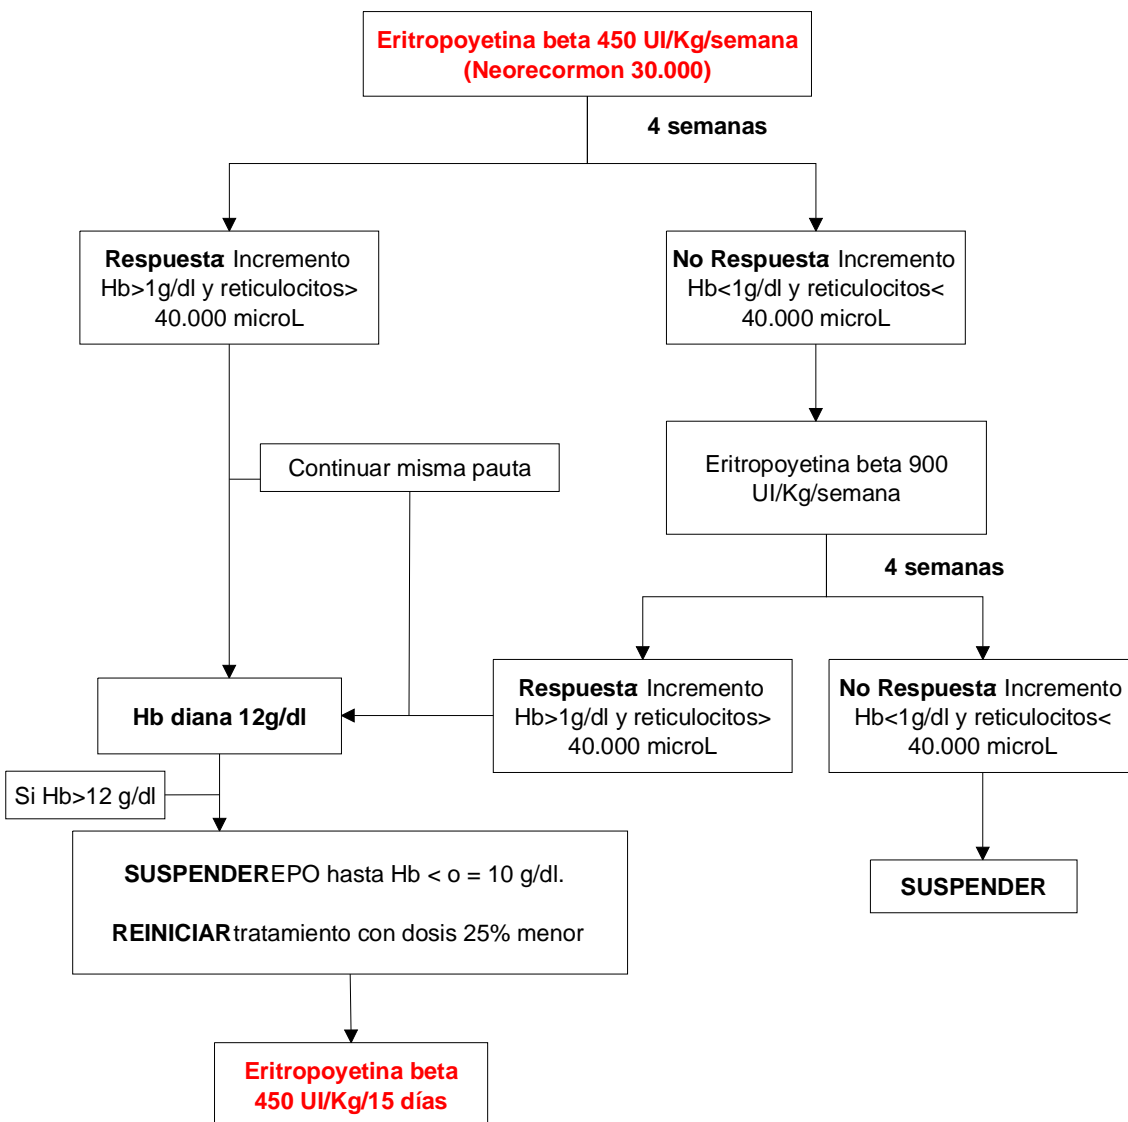 Eritropoyetina beta 450 UI/Kg/semana
(Neorecormon 30.000)
4 semanas
Respuesta: Incremento
Hb>1g/dl y reticulocitos>
40.000 microL
No Respuesta: Incremento
Hb<1g/dl y reticulocitos<
40.000 microL
Continuar misma pauta
Eritropoyetina beta 900
UI/Kg/semana
4 semanas
Respuesta: Incremento
Hb>1g/dl y reticulocitos>
40.000 microL
No Respuesta: Incremento
Hb<1g/dl y reticulocitos<
40.000 microL
Hb diana 12g/dl
Si Hb>12 g/dl
SUSPENDER EPO hasta Hb < o = 10 g/dl.
REINICIAR tratamiento con dosis 25% menor
SUSPENDER
Eritropoyetina beta
450 UI/Kg/15 días